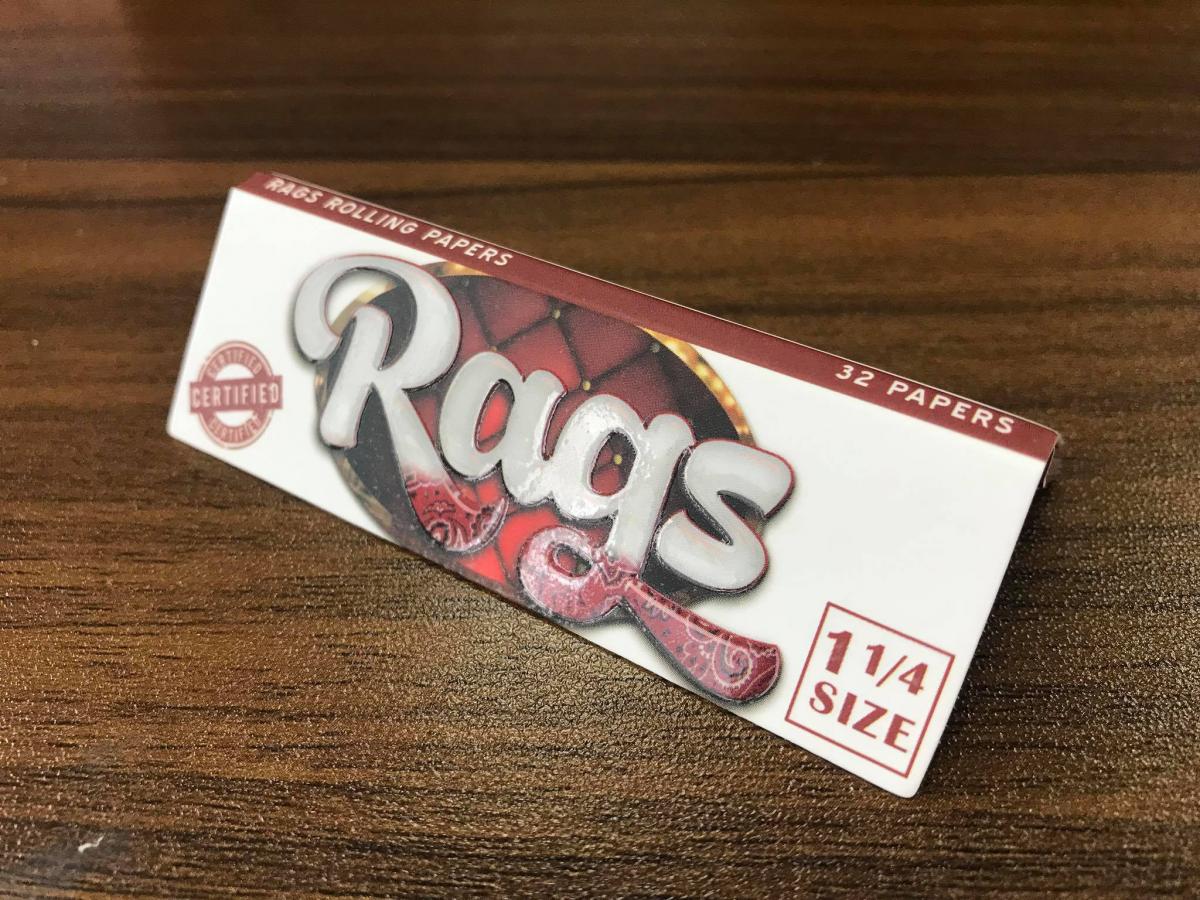 RAGS ROLLING PAPERS
32 PAPERS
Rags
CERTIFIED
CERTIFIED
CERTIFIED
1 1/4
SIZE